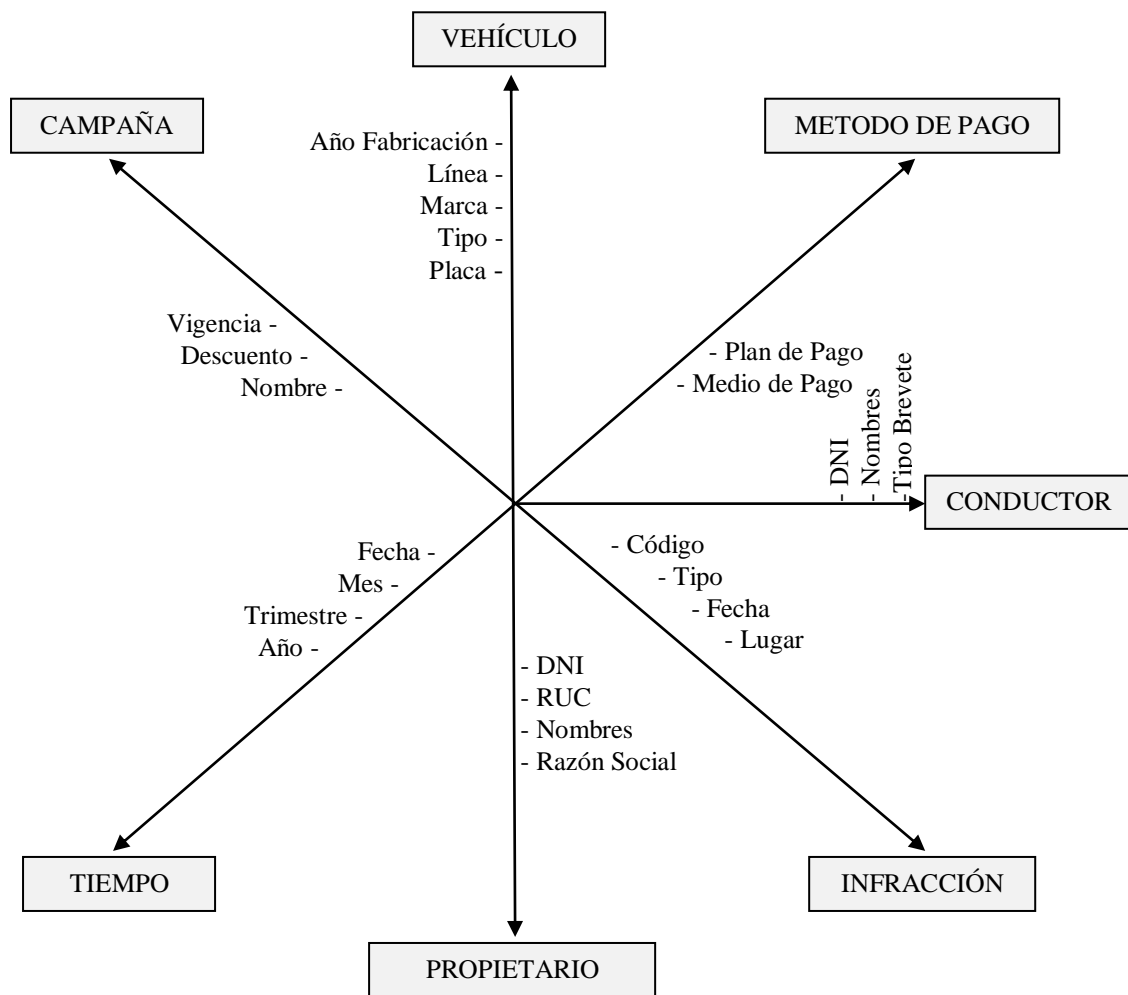 VEHÍCULO
CAMPAÑA
METODO DE PAGO
Año Fabricación -
Línea -
Marca -
Tipo -
Placa -
Vigencia -
Descuento -
Nombre -
- Plan de Pago
- Medio de Pago
- DNI
- Nombres
- Tipo Brevete
CONDUCTOR
Fecha -
Mes -
Trimestre -
Año -
- Código
- Tipo
- Fecha
- Lugar
- DNI
- RUC
- Nombres
- Razón Social
TIEMPO
INFRACCIÓN
PROPIETARIO